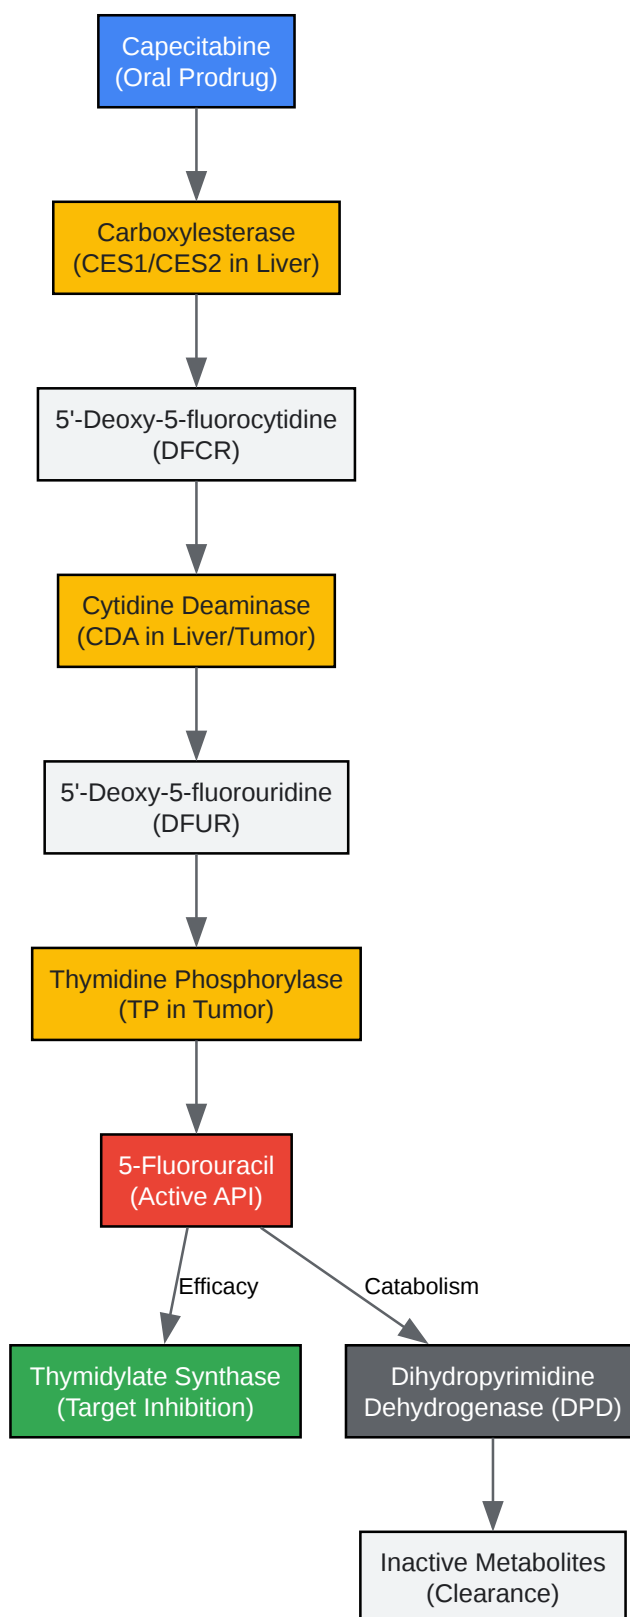 Capecitabine
(Oral Prodrug)
Carboxylesterase
(CES1/CES2 in Liver)
5'-Deoxy-5-fluorocytidine
(DFCR)
Cytidine Deaminase
(CDA in Liver/Tumor)
5'-Deoxy-5-fluorouridine
(DFUR)
Thymidine Phosphorylase
(TP in Tumor)
5-Fluorouracil
(Active API)
Efficacy
Catabolism
Thymidylate Synthase
(Target Inhibition)
Dihydropyrimidine
Dehydrogenase (DPD)
Inactive Metabolites
(Clearance)